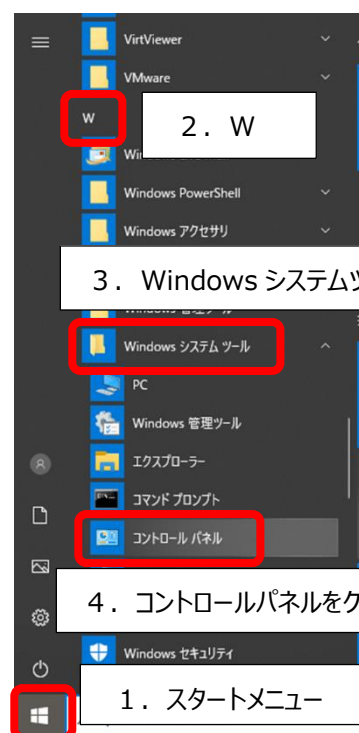 VirtViewer
VMware
W
2．W
Windows PowerShell
Windows アクセサリ
3．Windows システムツ
Windows システム ツール
PC
Windows 管理ツール
エクスプローラー
コマンド プロンプト
コントロール パネル
4．コントロールパネルをク
Windows セキュリティ
1．スタートメニュー